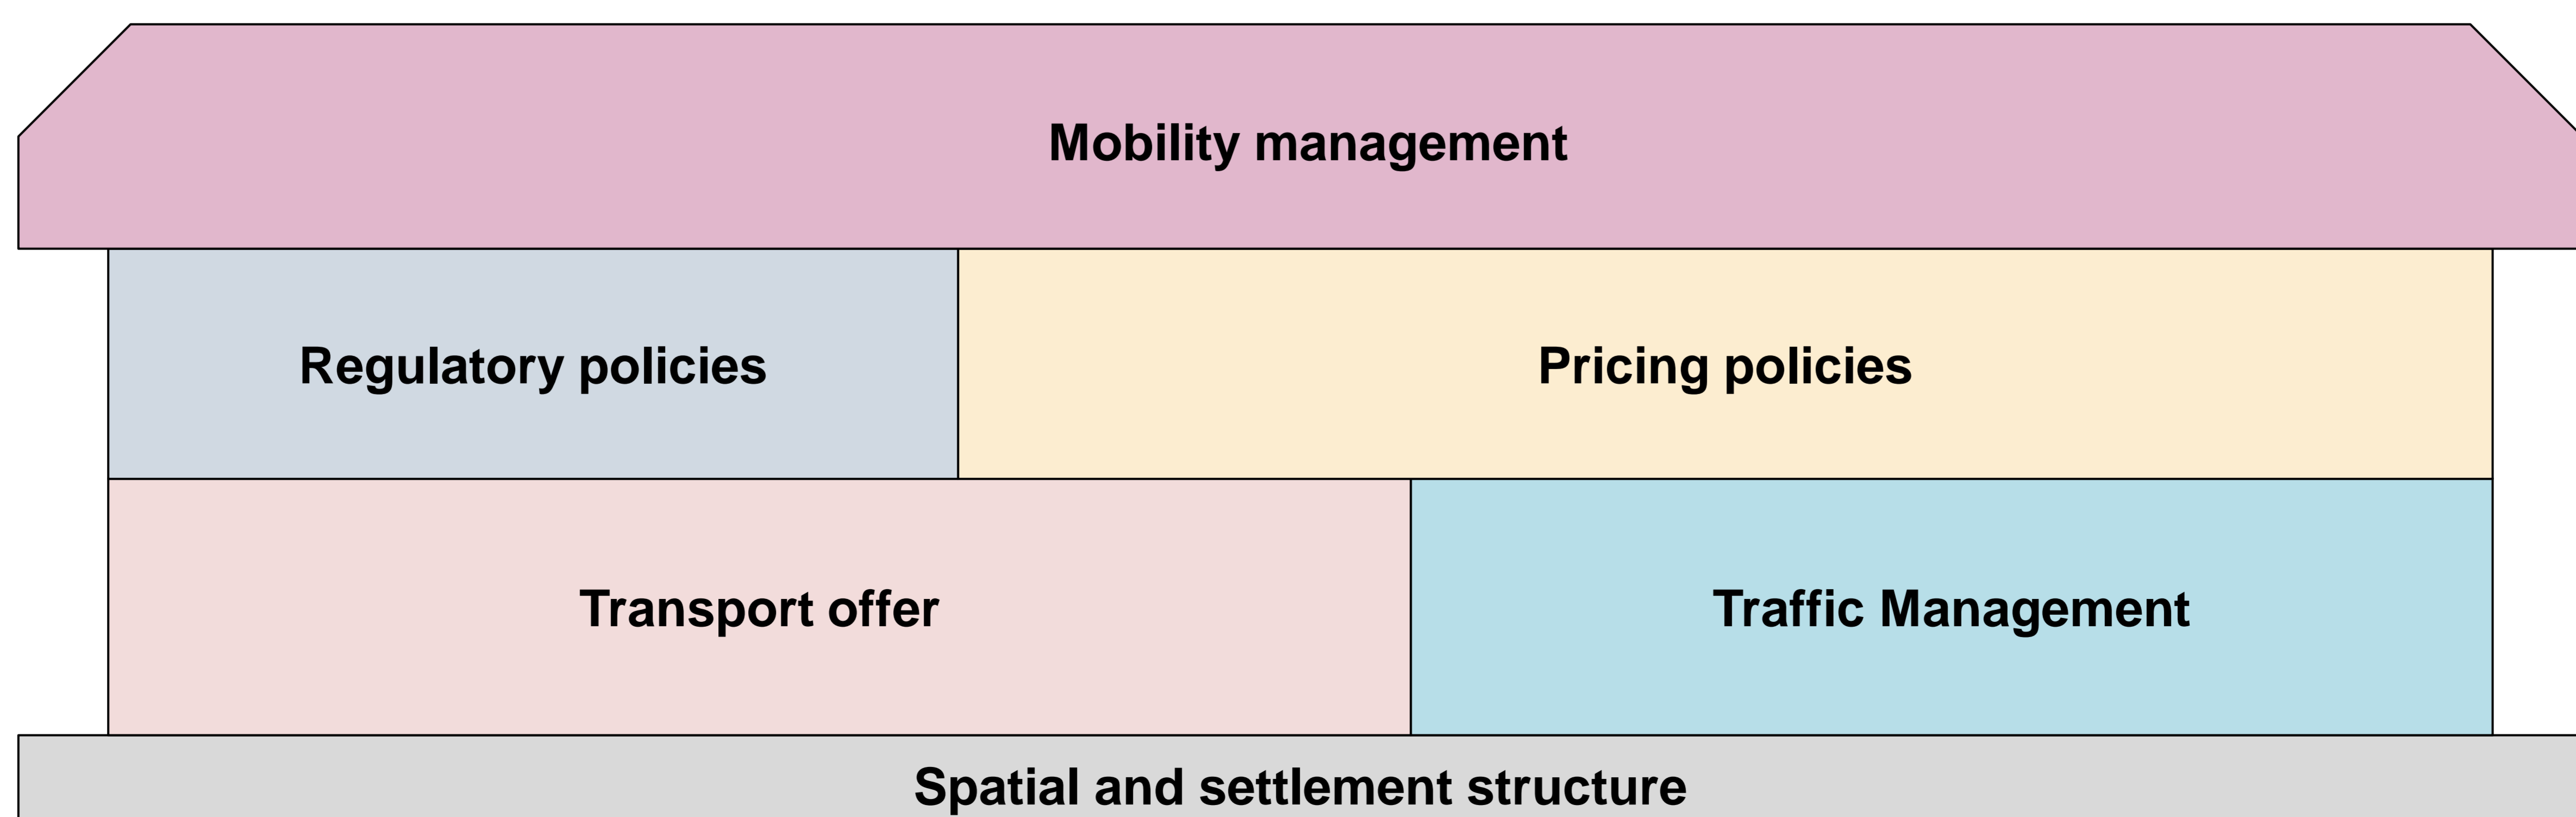 Mobility management
Regulatory policies
Pricing policies
Transport offer
Traffic Management
Spatial and settlement structure